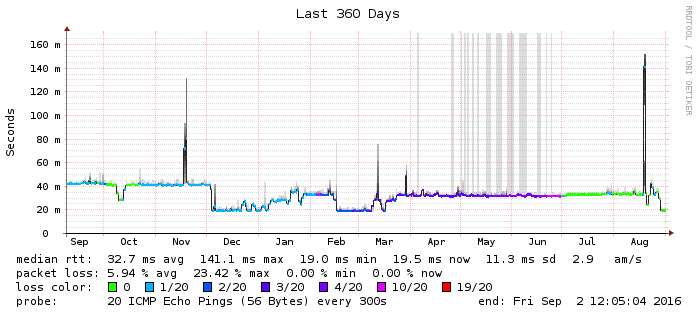 Last 360 Days
RRDTOOL / TOBI OETIKER
Seconds
160 m
140 m
120 m
100 m
80 m
60 m
40 m
20 m
0
Sep Oct Nov Dec Jan Feb Mar Apr May Jun Jul Aug
median rtt: 32.7 ms avg 141.1 ms max 19.0 ms min 19.5 ms now 11.3 ms sd 2.9 am/s
packet loss: 5.94 % avg 23.42 % max 0.00 % min 0.00 % now
loss color: 0 1/20 2/20 3/20 4/20 10/20 19/20
probe: 20 ICMP Echo Pings (56 Bytes) every 300s end: Fri Sep 2 12:05:04 2016